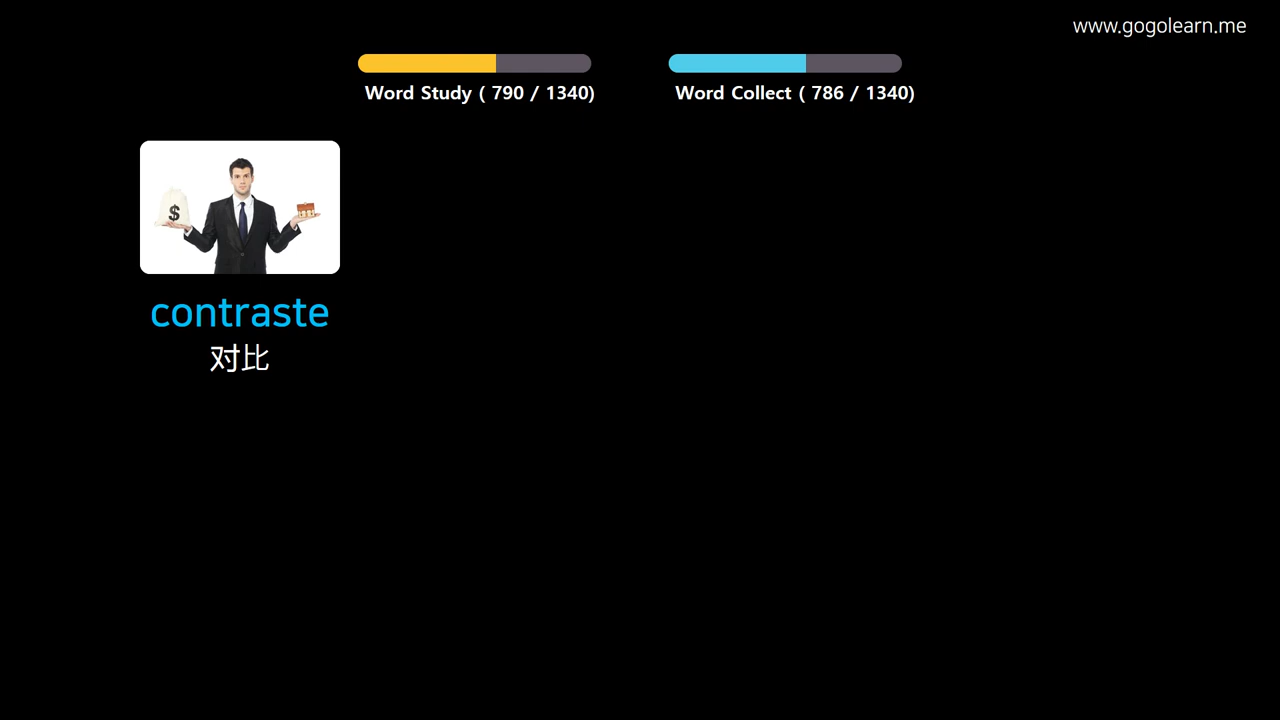 www.gogolearn.me
Word Study ( 790 / 1340)
Word Collect ( 786 / 1340)
$
contraste
对比